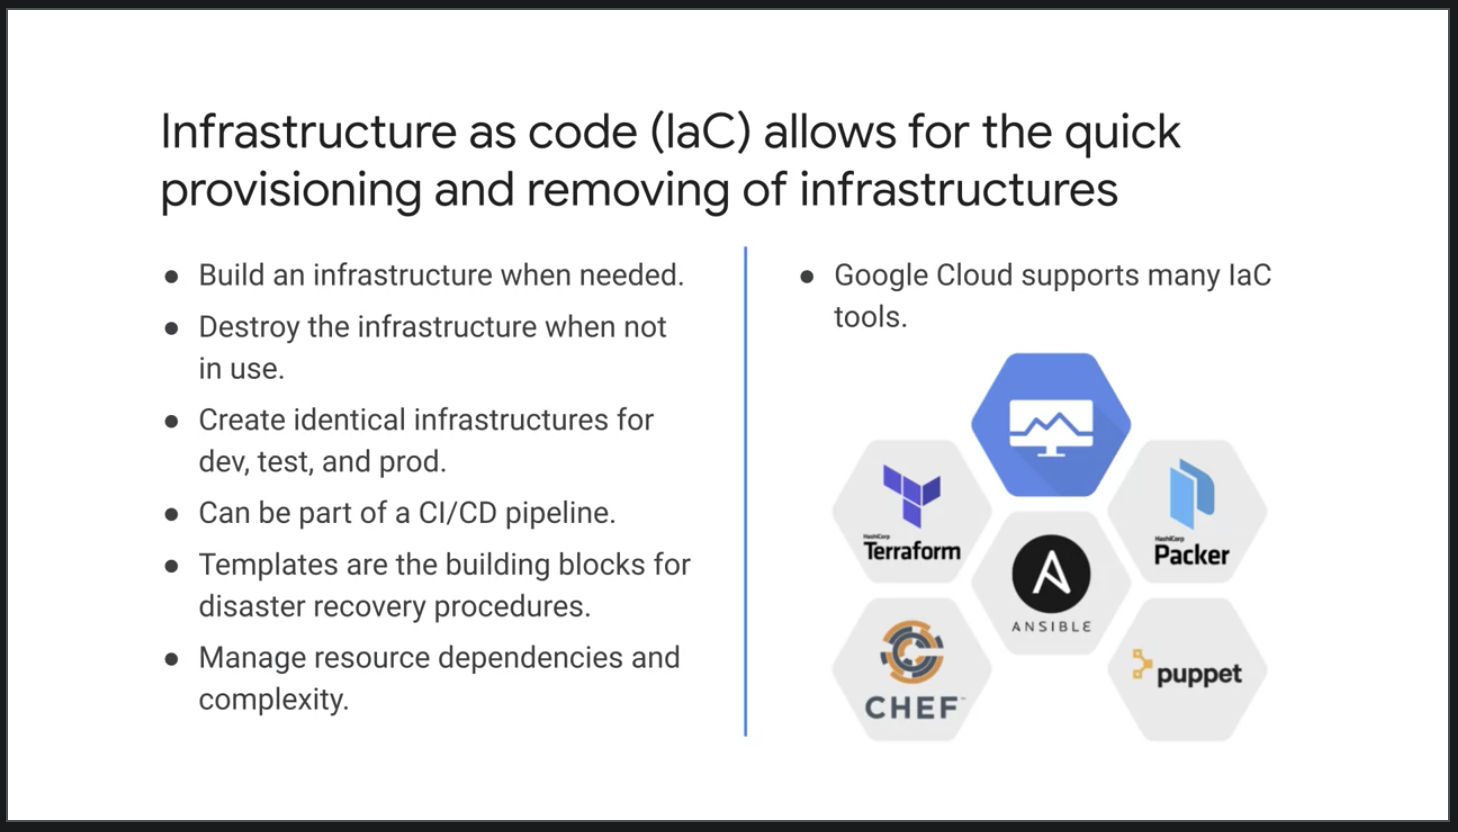 Infrastructure as code (IaC) allows for the quick
provisioning and removing of infrastructures
● Build an infrastructure when needed.
● Destroy the infrastructure when not
in use.
● Create identical infrastructures for
dev, test, and prod.
● Can be part of a CI/CD pipeline.
● Templates are the building blocks for
disaster recovery procedures.
● Manage resource dependencies and
complexity.
● Google Cloud supports many IaC
tools.
HashiCorp
Terraform
HashiCorp
Packer
ANSIBLE
CHEF™
puppet